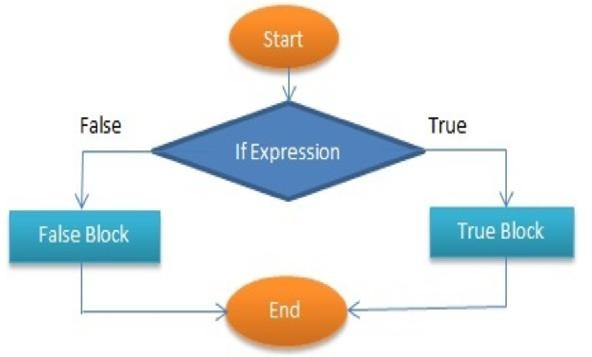 Start
False
True
If Expression
False Block
True Block
End